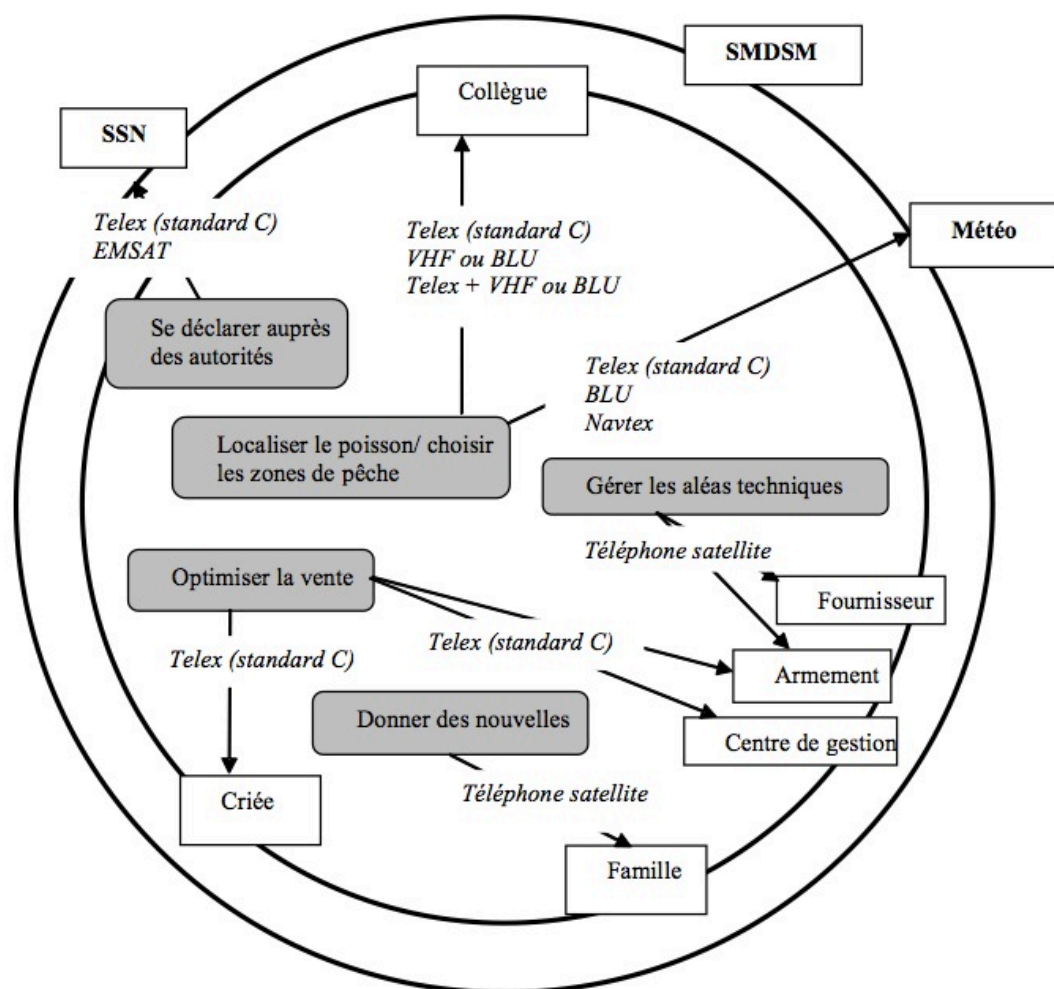 SMDSM
Collègue
SSN
Telex (standard C)
EMSAT
Telex (standard C)
VHF ou BLU
Telex + VHF ou BLU
Météo
Se déclarer auprès
des autorités
Telex (standard C)
BLU
Navtex
Localiser le poisson/ choisir
les zones de pêche
Gérer les aléas techniques
Téléphone satellite
Optimiser la vente
Fournisseur
Telex (standard C)
Telex (standard C)
Armement
Donner des nouvelles
Centre de gestion
Criée
Téléphone satellite
Famille